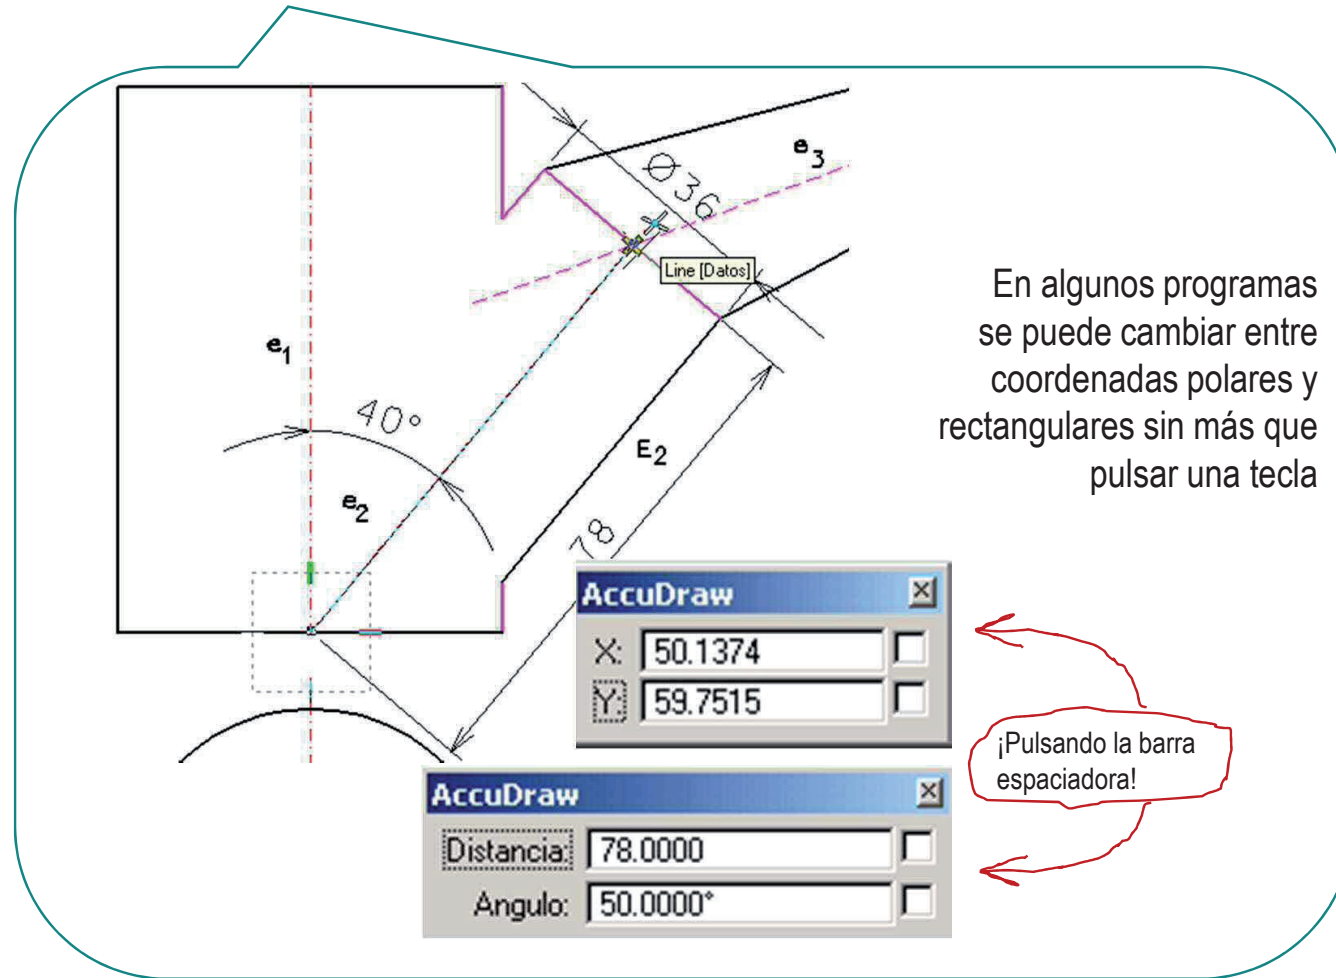 e3
Ø36
Line [Datos]
e1
40°
e2
E2
78
En algunos programas
se puede cambiar entre
coordenadas polares y
rectangulares sin más que
pulsar una tecla
AccuDraw
X: 50.1374
Y: 59.7515
¡Pulsando la barra
espaciadora!
AccuDraw
Distancia: 78.0000
Angulo: 50.0000°